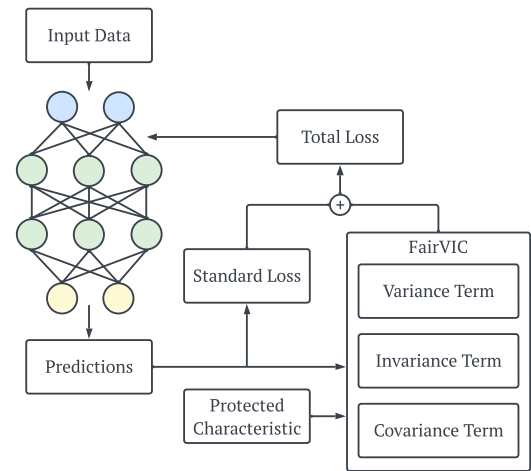 Input Data
Total Loss
+
FairVIC
Standard Loss
Variance Term
Predictions
Invariance Term
Protected
Characteristic
Covariance Term